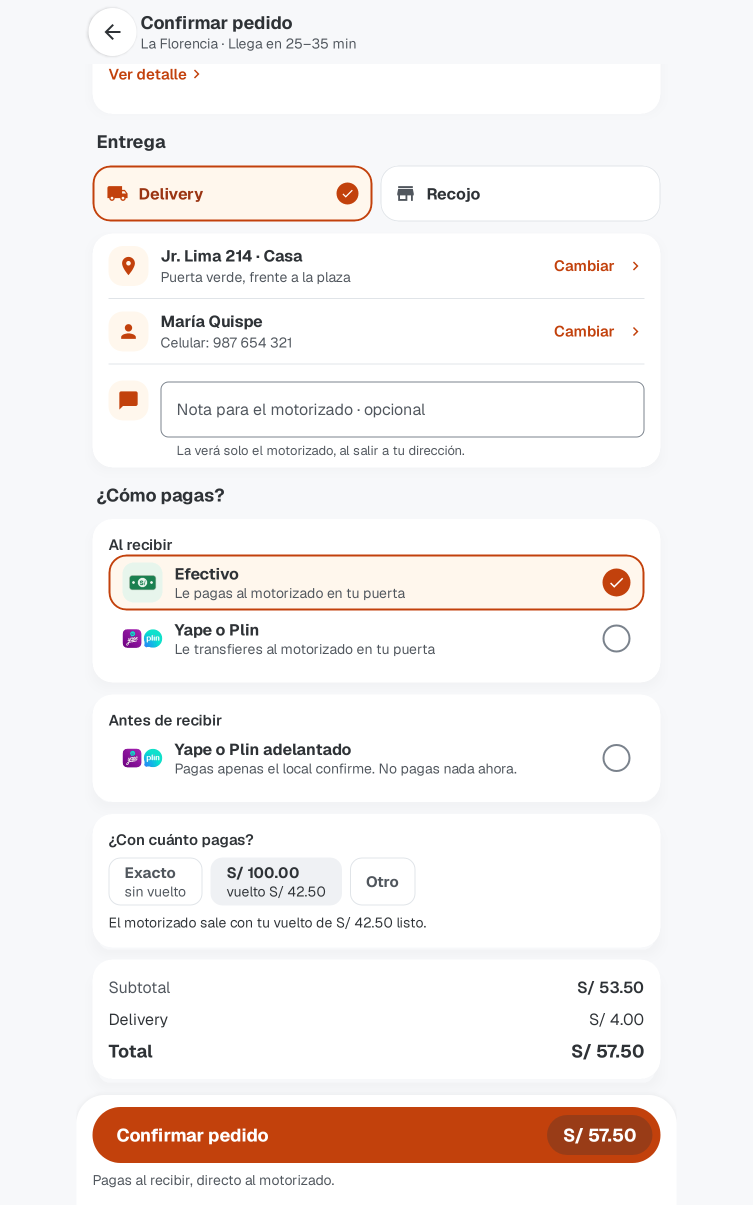 Confirmar pedido
La Florencia · Llega en 25–35 min
Ver detalle
Entrega
Delivery
Recojo
Jr. Lima 214 · Casa
Puerta verde, frente a la plaza
Cambiar
María Quispe
Celular: 987 654 321
Cambiar
Nota para el motorizado · opcional
La verá solo el motorizado, al salir a tu dirección.
¿Cómo pagas?
Al recibir
S/
Efectivo
Le pagas al motorizado en tu puerta
yape plin
Yape o Plin
Le transfieres al motorizado en tu puerta
Antes de recibir
yape plin
Yape o Plin adelantado
Pagas apenas el local confirme. No pagas nada ahora.
¿Con cuánto pagas?
Exacto
sin vuelto
S/ 100.00
vuelto S/ 42.50
Otro
El motorizado sale con tu vuelto de S/ 42.50 listo.
Subtotal S/ 53.50
Delivery S/ 4.00
Total S/ 57.50
Confirmar pedido S/ 57.50
Pagas al recibir, directo al motorizado.